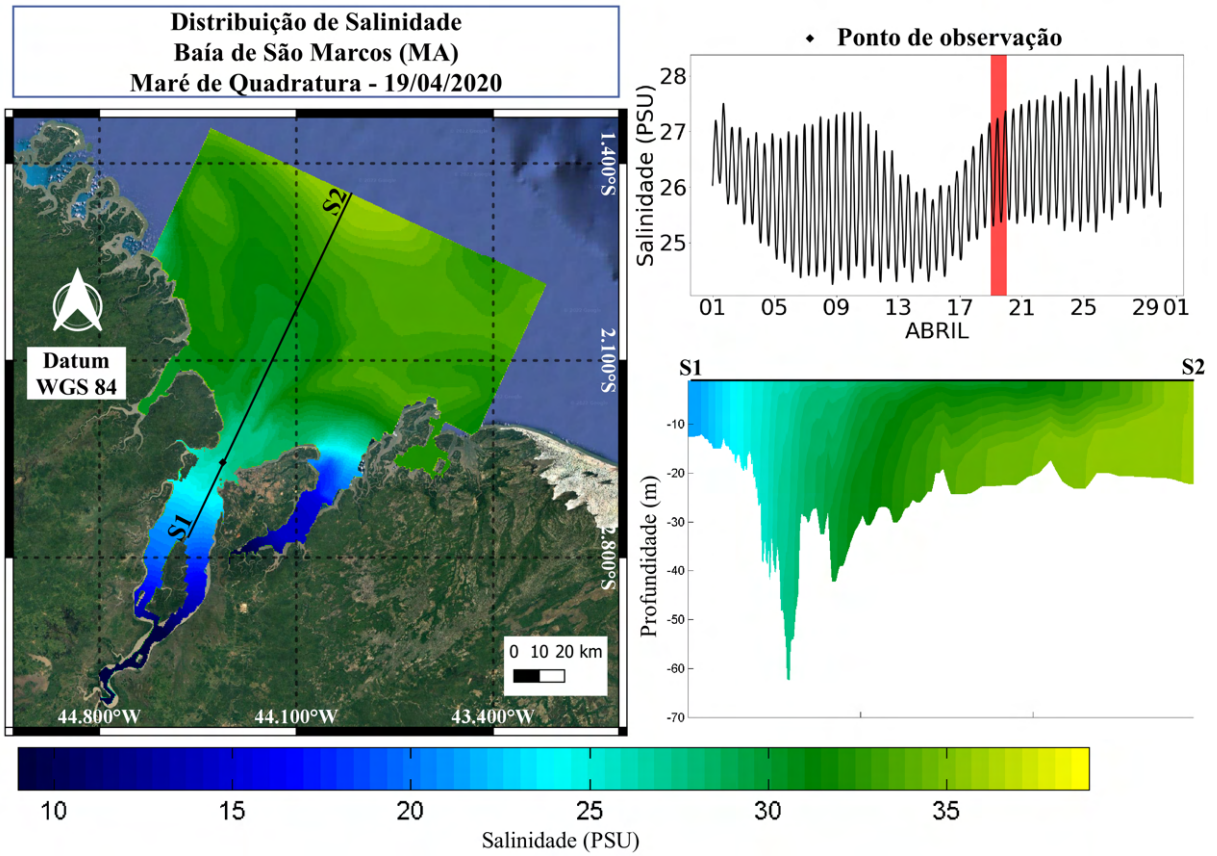 Distribuição de Salinidade
Baía de São Marcos (MA)
Maré de Quadratura - 19/04/2020
1.400°S
2.100°S
2.800°S
S2
S1
Datum
WGS 84
0 10 20 km
44.800°W 44.100°W 43.400°W
Ponto de observação
Salinidade (PSU)
28
27
26
25
01 05 09 13 17 21 25 29 01
ABRIL
S1 S2
Profundidade (m)
-10
-20
-30
-40
-50
-60
-70
10 15 20 25 30 35
Salinidade (PSU)